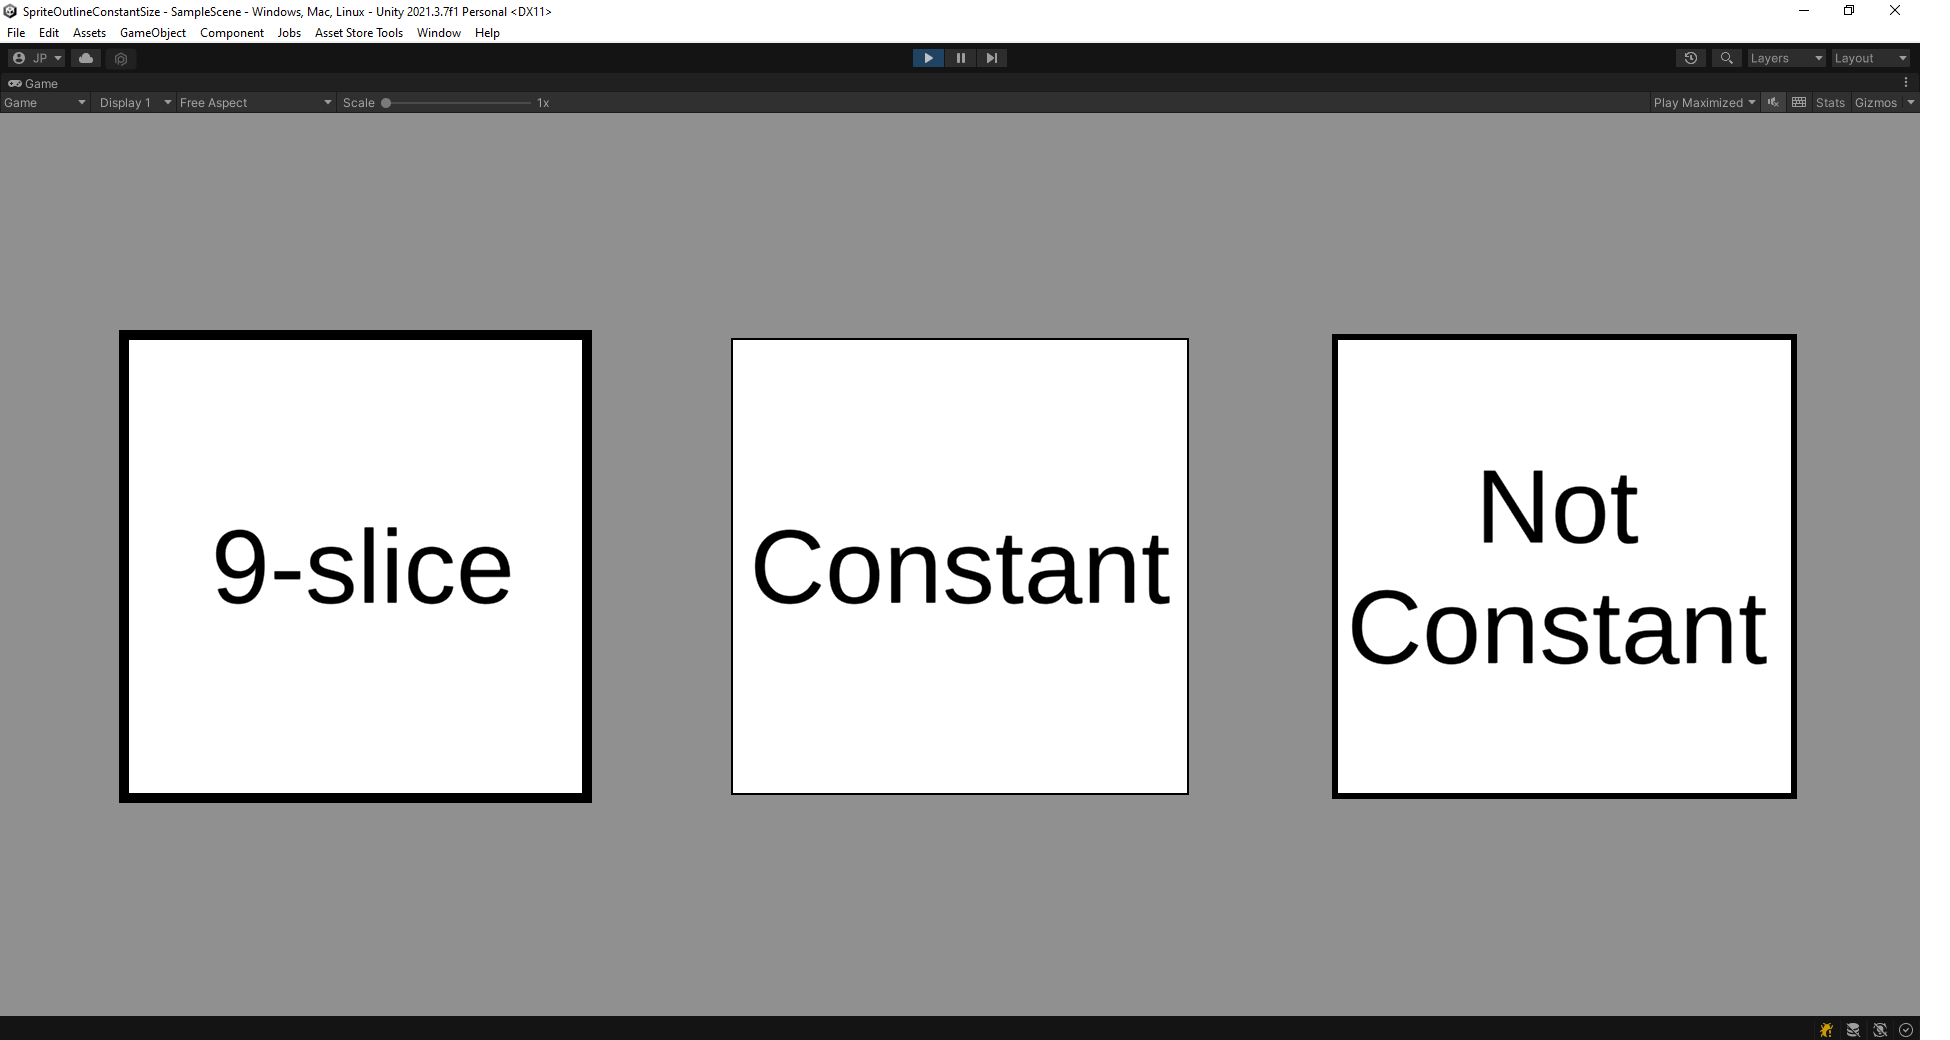 SpriteOutlineConstantSize - SampleScene - Windows, Mac, Linux - Unity 2021.3.7f1 Personal <DX11>
File Edit Assets GameObject Component Jobs Asset Store Tools Window Help
JP Layers Layout
Game
Game Display 1 Free Aspect Scale 1x Play Maximized Stats Gizmos
9-slice
Constant
Not
Constant